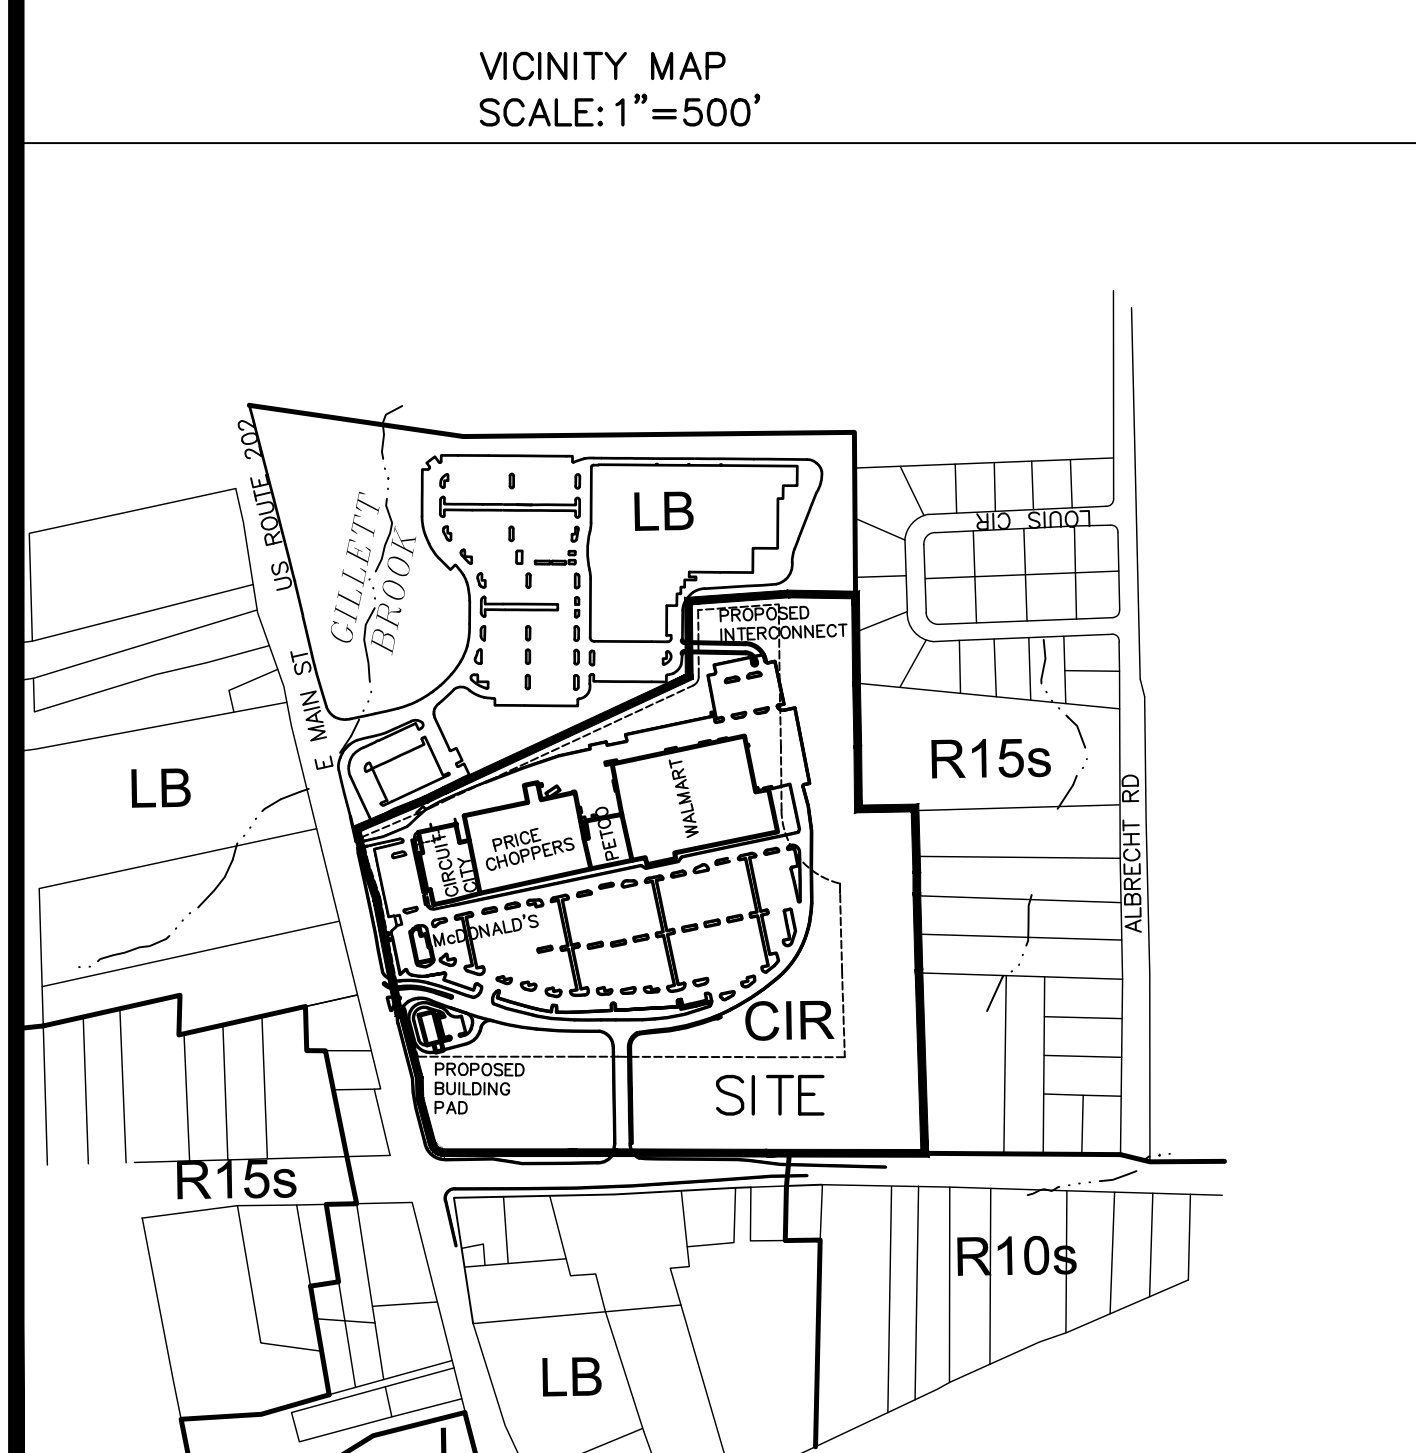 VICINITY MAP
SCALE: 1"=500'
US ROUTE 202
GILLETT
BROOK
LB
LOUIS CIR
PROPOSED
INTERCONNECT
E MAIN ST
LB
R15s
WALMART
PETCO
PRICE
CHOPPERS
CIRCUIT
CITY
ALBRECHT RD
McDONALD'S
CIR
PROPOSED
BUILDING
PAD
SITE
R15s
R10s
LB